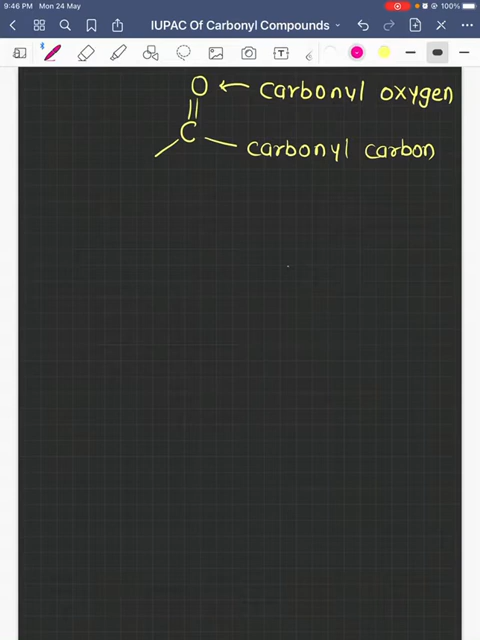 9:46 PM Mon 24 May 100%
IUPAC Of Carbonyl Compounds
O ← carbonyl oxygen
C carbonyl carbon